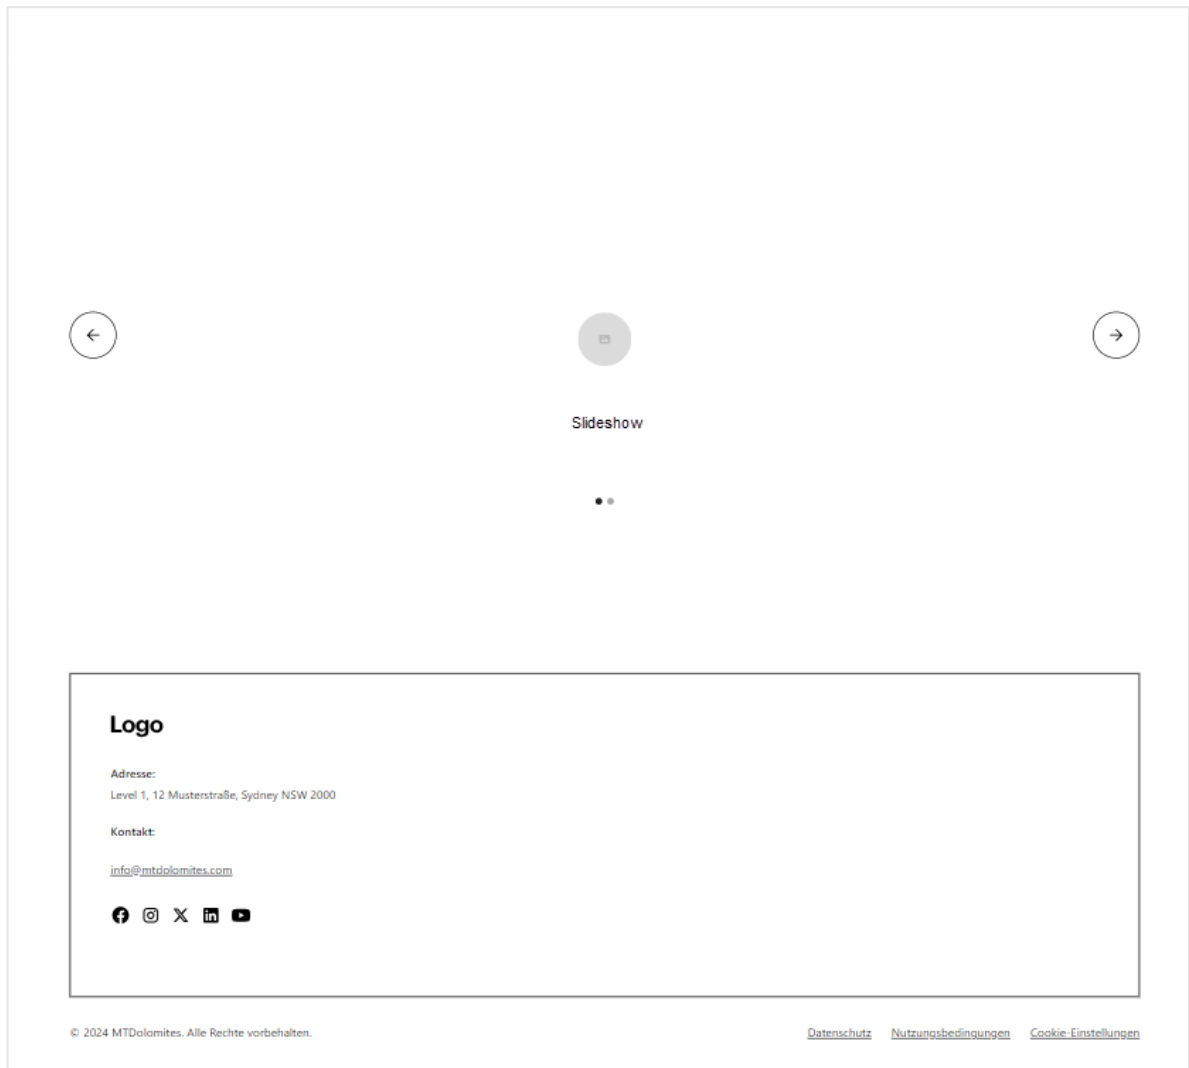 Slideshow
Logo
Adresse:
Level 1, 12 Musterstraße, Sydney NSW 2000
Kontakt:
info@mtdolomites.com
© 2024 MTDolomites. Alle Rechte vorbehalten.
Datenschutz Nutzungsbedingungen Cookie-Einstellungen